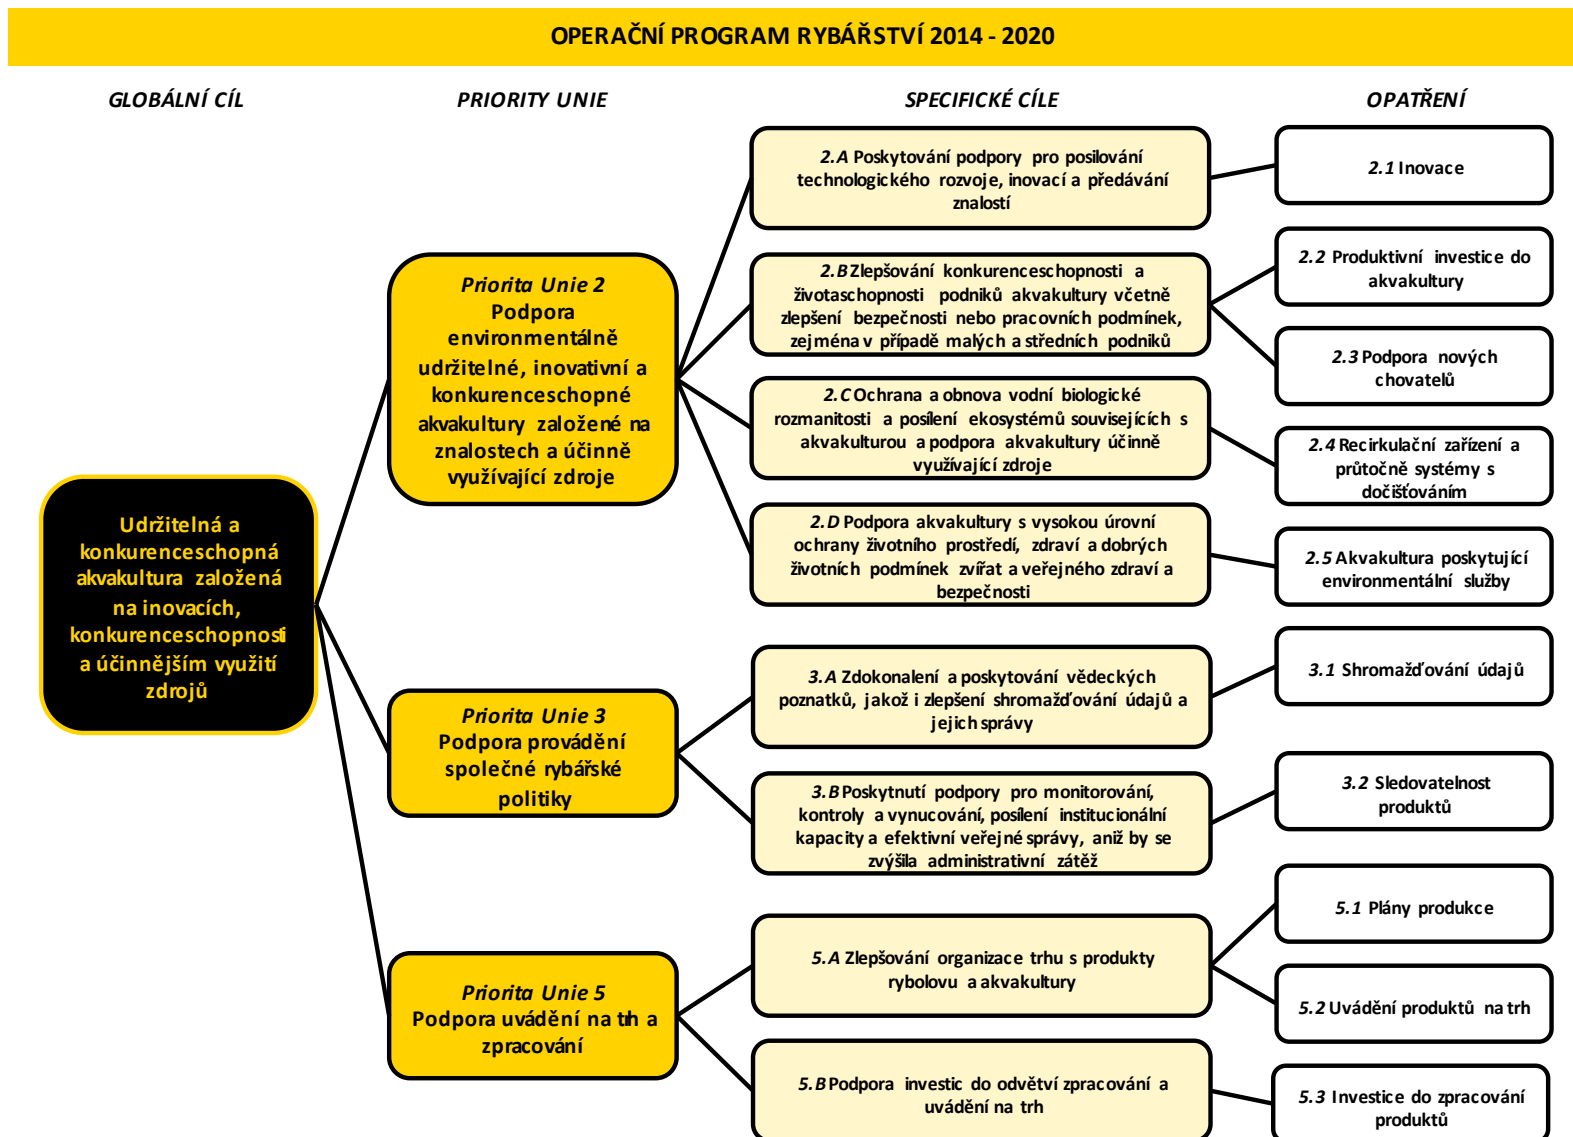 OPERAČNÍ PROGRAM RYBÁŘSTVÍ 2014 - 2020
GLOBÁLNÍ CÍL
PRIORITY UNIE
SPECIFICKÉ CÍLE
OPATŘENÍ
Udržitelná a
konkurenceschopná
akvakultura založená
na inovacích,
konkurenceschopnosti
a účinnějším využití
zdrojů
Priorita Unie 2
Podpora
environmentálně
udržitelné, inovativní a
konkurenceschopné
akvakultury založené na
znalostech a účinně
využívající zdroje
Priorita Unie 3
Podpora provádění
společné rybářské
politiky
Priorita Unie 5
Podpora uvádění na trh a
zpracování
2.A Poskytování podpory pro posilování
technologického rozvoje, inovací a předávání
znalostí
2.B Zlepšování konkurenceschopnosti a
životaschopnosti podniků akvakultury včetně
zlepšení bezpečnosti nebo pracovních podmínek,
zejména v případě malých a středních podniků
2.C Ochrana a obnova vodní biologické
rozmanitosti a posílení ekosystémů souvisejících s
akvakulturou a podpora akvakultury účinně
využívající zdroje
2.D Podpora akvakultury s vysokou úrovní
ochrany životního prostředí, zdraví a dobrých
životních podmínek zvířat a veřejného zdraví a
bezpečnosti
3.A Zdokonalení a poskytování vědeckých
poznatků, jakož i zlepšení shromažďování údajů a
jejich správy
3.B Poskytnutí podpory pro monitorování,
kontroly a vynucování, posílení institucionální
kapacity a efektivní veřejné správy, aniž by se
zvýšila administrativní zátěž
5.A Zlepšování organizace trhu s produkty
rybolovu a akvakultury
5.B Podpora investic do odvětví zpracování a
uvádění na trh
2.1 Inovace
2.2 Produktivní investice do
akvakultury
2.3 Podpora nových
chovatelů
2.4 Recirkulační zařízení a
průtočně systémy s
dočišťováním
2.5 Akvakultura poskytující
environmentální služby
3.1 Shromažďování údajů
3.2 Sledovatelnost
produktů
5.1 Plány produkce
5.2 Uvádění produktů na trh
5.3 Investice do zpracování
produktů